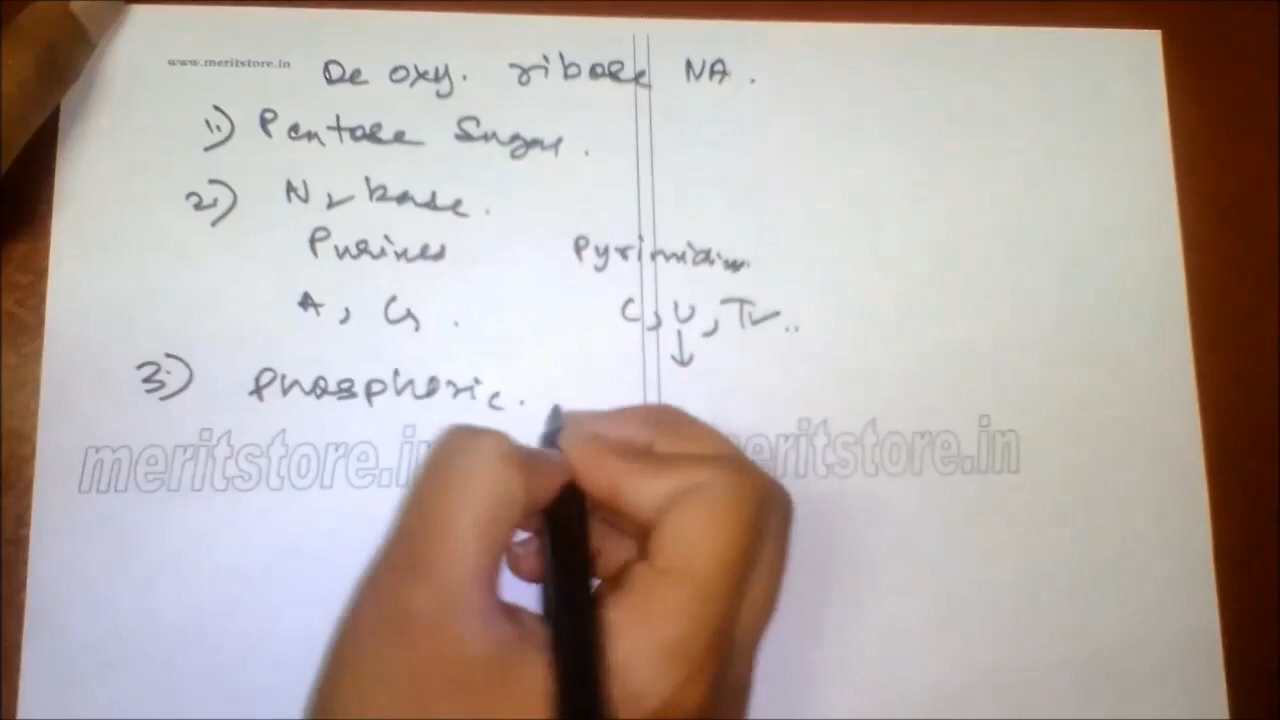 www.meritstore.in
De oxy. ribose NA.
1.) Pentose Sugar.
2.) N2 base.
Purines Pyrimidin.
A, G. C, U, T..
3.) Phosphoric.
meritstore.in meritstore.in